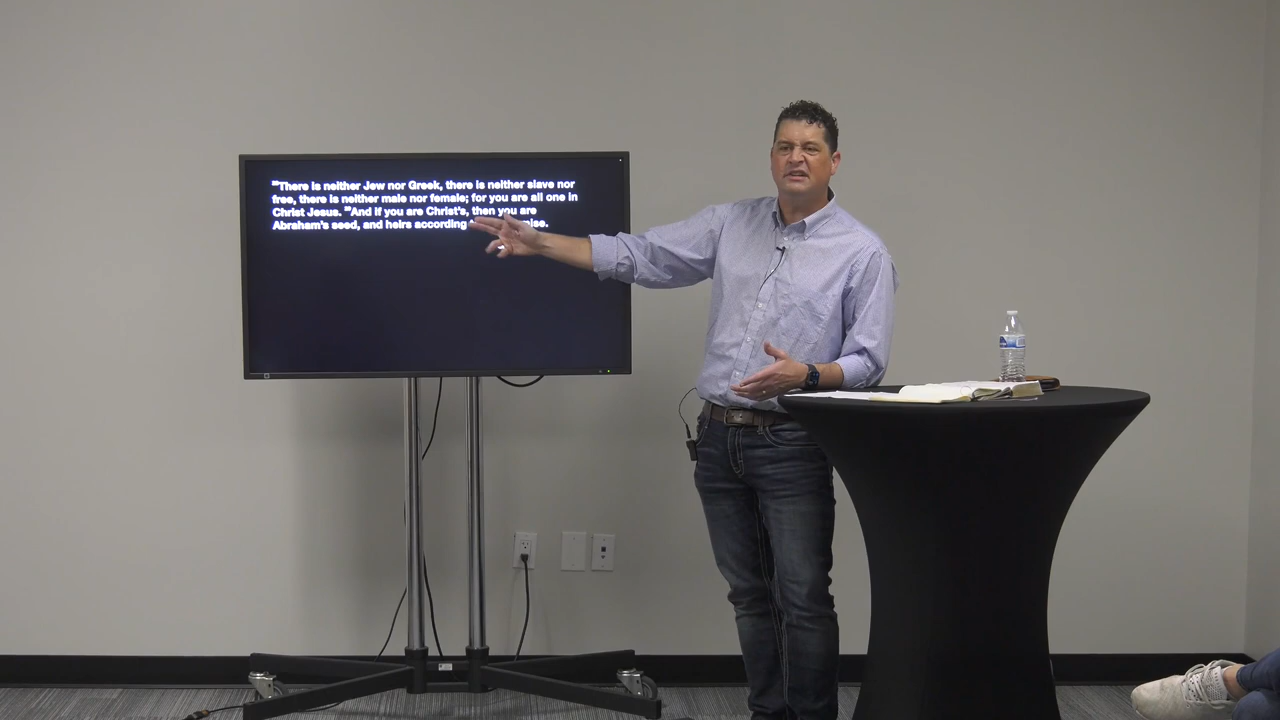 "There is neither Jew nor Greek, there is neither slave nor
free, there is neither male nor female; for you are all one in
Christ Jesus. "And if you are Christ's, then you are
Abraham's seed, and heirs according